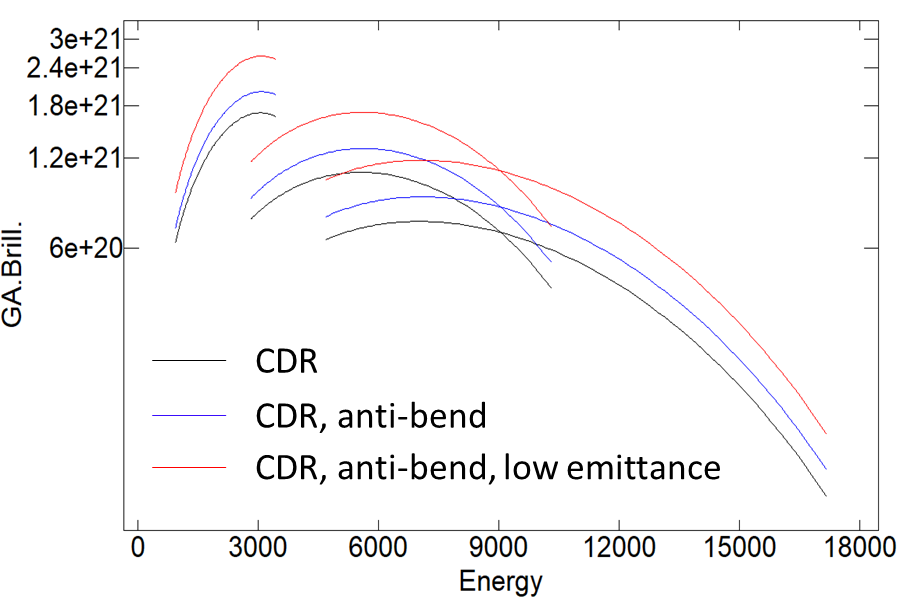 3e+21
2.4e+21
1.8e+21
1.2e+21
6e+20
GA.Brill.
CDR
CDR, anti-bend
CDR, anti-bend, low emittance
0 3000 6000 9000 12000 15000 18000
Energy